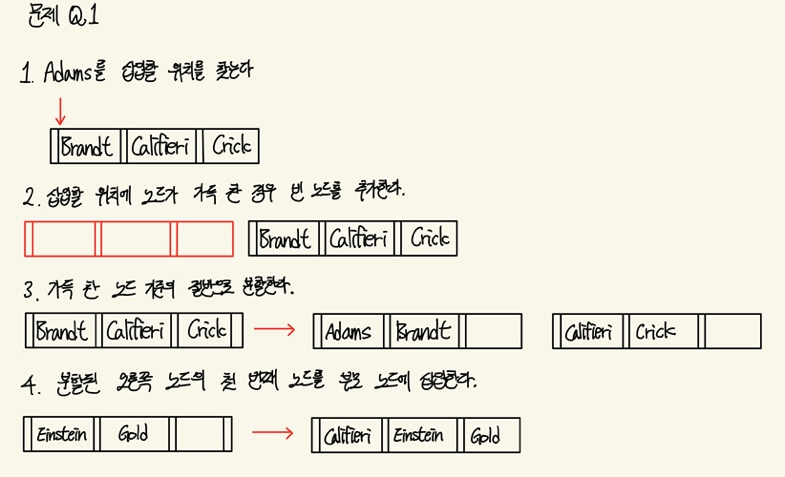 문제 Q.1
1. Adams를 삽입할 위치를 찾는다
Brandt Califieri Crick
2. 삽입할 위치에 노드가 가득 찬 경우 빈 노드를 추가한다.
Brandt Califieri Crick
3. 가득 찬 노드 기준의 절반으로 분할한다.
Brandt Califieri Crick Adams Brandt Califieri Crick
4. 분할된 오른쪽 노드의 첫 번째 노드를 부모 노드에 삽입한다.
Einstein Gold Califieri Einstein Gold